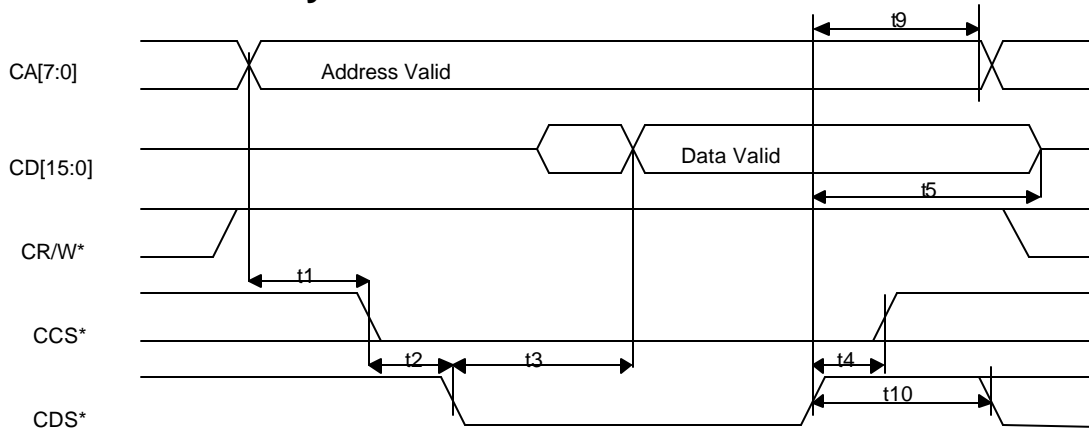 t9
CA[7:0]
Address Valid
CD[15:0]
Data Valid
t5
CR/W*
t1
CCS*
t2
t3
t4
t10
CDS*